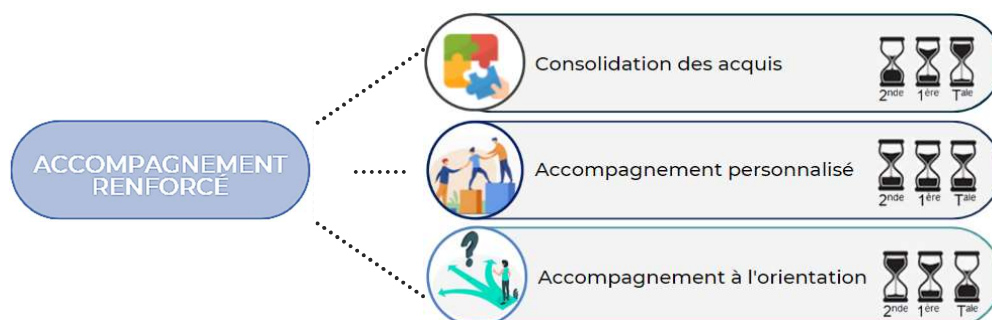 ACCOMPAGNEMENT
RENFORCÉ
Consolidation des acquis
2nde 1ère Tale
Accompagnement personnalisé
2nde 1ère Tale
?
Accompagnement à l'orientation
2nde 1ère Tale